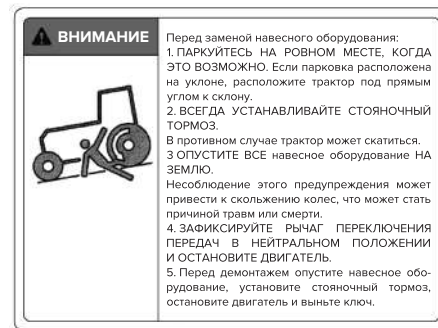 ВНИМАНИЕ
Перед заменой навесного оборудования:
1. ПАРКУЙТЕСЬ НА РОВНОМ МЕСТЕ, КОГДА
ЭТО ВОЗМОЖНО. Если парковка расположена
на уклоне, расположите трактор под прямым
углом к склону.
2. ВСЕГДА УСТАНАВЛИВАЙТЕ СТОЯНОЧНЫЙ
ТОРМОЗ.
В противном случае трактор может скатиться.
3 ОПУСТИТЕ ВСЕ навесное оборудование НА
ЗЕМЛЮ.
Несоблюдение этого предупреждения может
привести к скольжению колес, что может стать
причиной травм или смерти.
4. ЗАФИКСИРУЙТЕ РЫЧАГ ПЕРЕКЛЮЧЕНИЯ
ПЕРЕДАЧ В НЕЙТРАЛЬНОМ ПОЛОЖЕНИИ
И ОСТАНОВИТЕ ДВИГАТЕЛЬ.
5. Перед демонтажем опустите навесное обо-
рудование, установите стояночный тормоз,
остановите двигатель и выньте ключ.